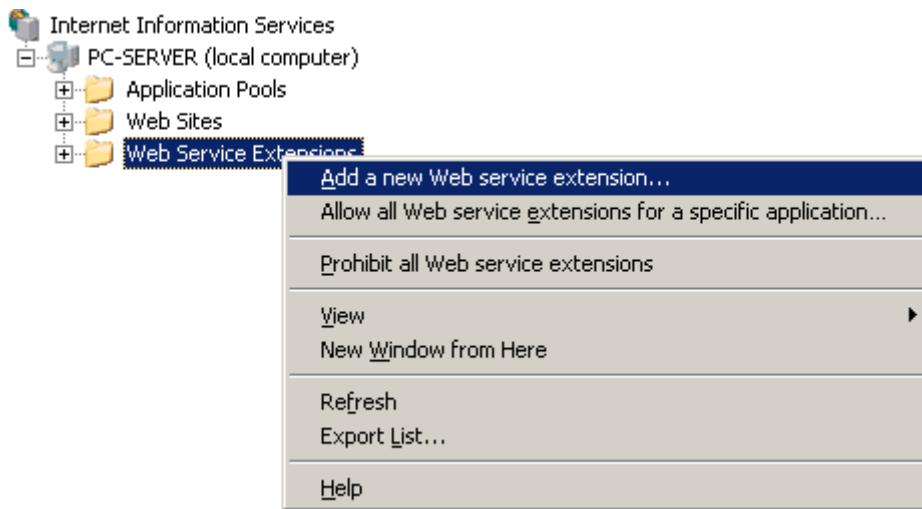 Internet Information Services
PC-SERVER (local computer)
Application Pools
Web Sites
Web Service Extensions
Add a new Web service extension...
Allow all Web service extensions for a specific application...
Prohibit all Web service extensions
View
New Window from Here
Refresh
Export List...
Help